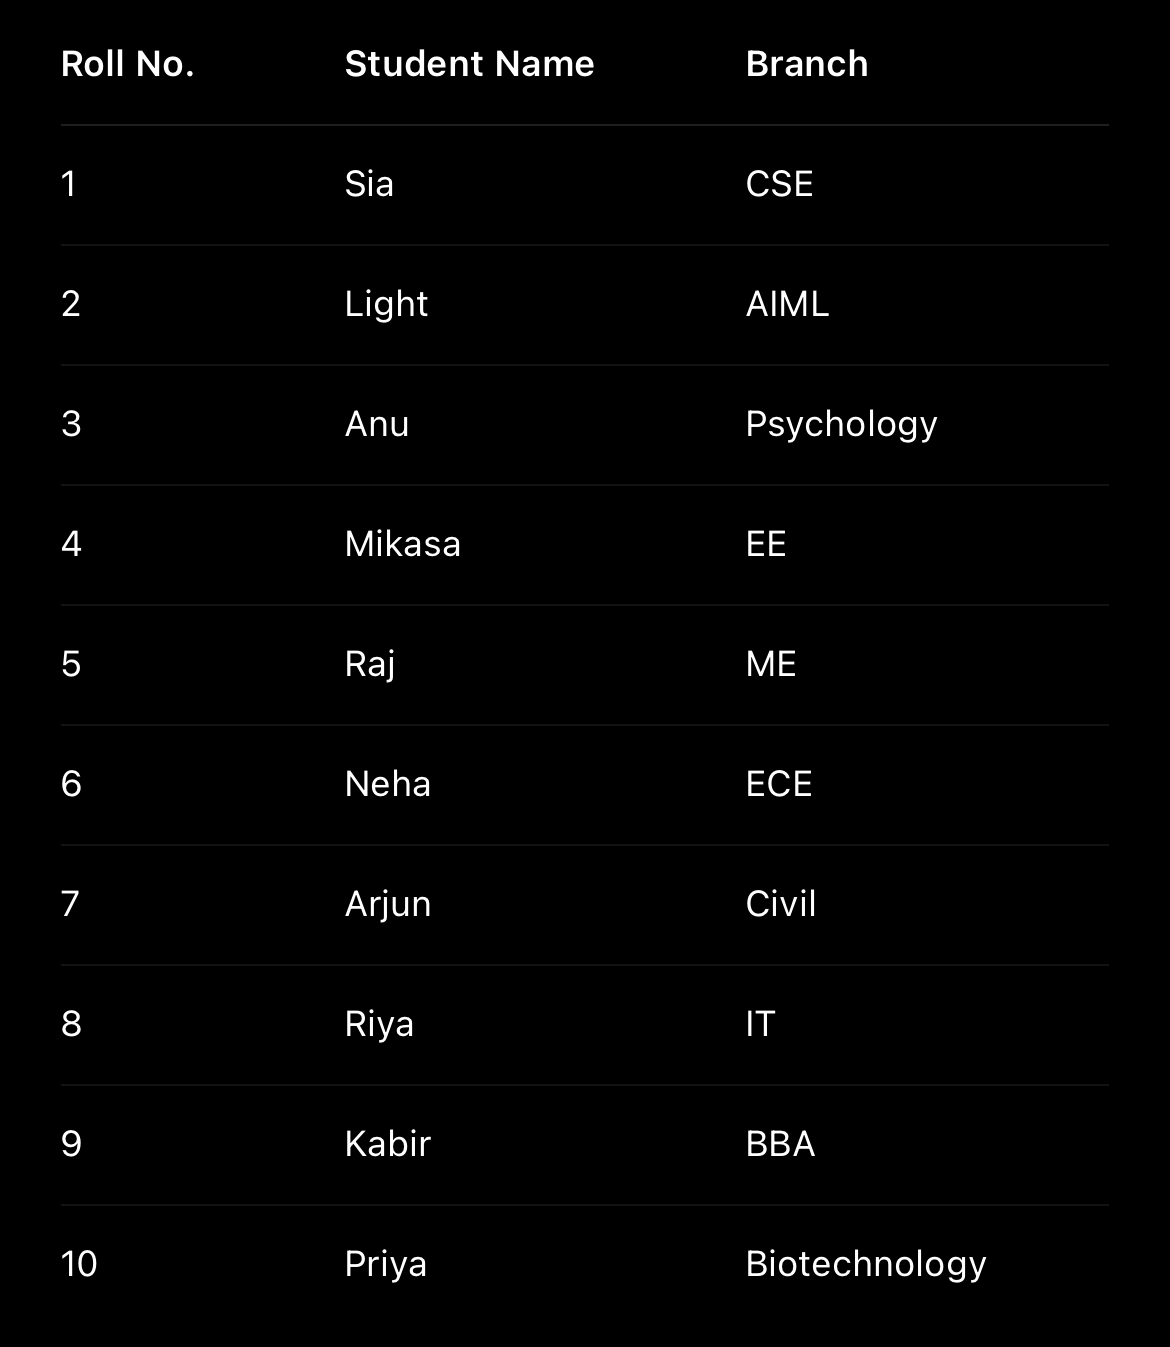 Roll No. Student Name Branch
1 Sia CSE
2 Light AIML
3 Anu Psychology
4 Mikasa EE
5 Raj ME
6 Neha ECE
7 Arjun Civil
8 Riya IT
9 Kabir BBA
10 Priya Biotechnology